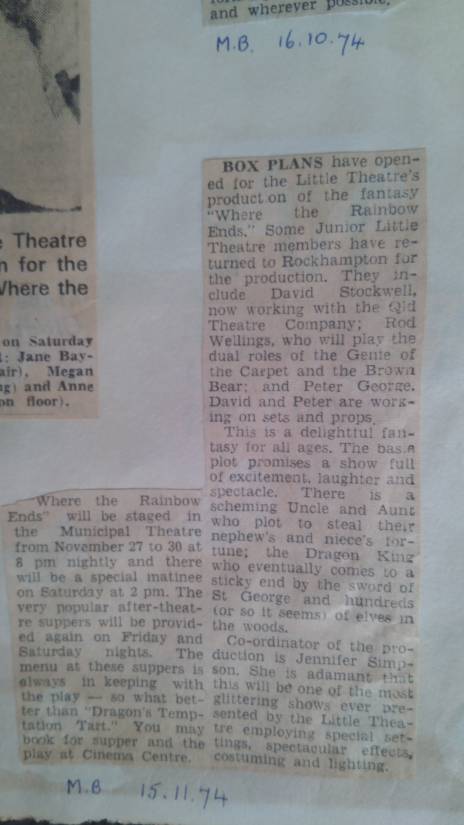 and wherever possible,
M.B. 16.10.74
Theatre
n for the
Where the
on Saturday
Jane Bay-
air), Megan
and Anne
on floor).
BOX PLANS have open-
ed for the Little Theatre's
product on of the fantasy
"Where the Rainbow
Ends." Some Junior Little
Theatre members have re-
turned to Rockhampton for
the production. They in-
clude David Stockwell,
now working with the Qld
Theatre Company; Rod
Wellings, who will play the
dual roles of the Genie of
the Carpet and the Brown
Bear; and Peter George.
David and Peter are work-
ing on sets and props.
This is a delightful fan-
tasy for all ages. The
plot promises a show full
of excitement, laughter and
spectacle. There is a
scheming Uncle and Aunt
who plot to steal their
nephew's and niece's for-
tune; the Dragon King
who eventually comes to a
sticky end by the sword of
St George and hundreds
(or so it seems) of elves in
the woods.
Co-ordinator of the pro-
duction is Jennifer Simp-
son. She is adamant that
this will be one of the most
glittering shows ever pre-
sented by the Little Thea-
tre employing special set-
tings, spectacular effects,
costuming and lighting.
"Where the Rainbow
Ends" will be staged in
the Municipal Theatre
from November 27 to 30 at
8 pm nightly and there
will be a special matinee
on Saturday at 2 pm. The
very popular after-theat-
re suppers will be provid-
ed again on Friday and
Saturday nights. The
menu at these suppers is
always in keeping with
the play — so what bet-
ter than "Dragon's Temp-
tation Tart." You may
book for supper and the
play at Cinema Centre.
M.B 15.11.74